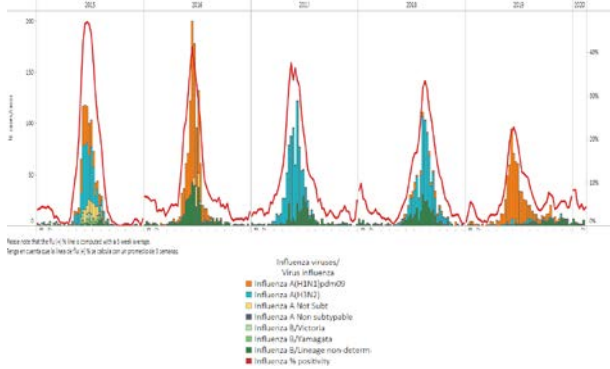 2015 2016 2017 2018 2019 2020
200
150
100
50
0
40%
30%
20%
10%
0%
Please note that the flu (+) % line is computed with a 3 week average.
Tenga en cuenta que la linea de flu (+) % se calcula con un promedio de 3 semanas.
Influenza viruses/
Virus influenza
Influenza A(H1N1)pdm09
Influenza A(H3N2)
Influenza A Not Subt
Influenza A Non subtypable
Influenza B/Victoria
Influenza B/Yamagata
Influenza B/Lineage non-determ
Influenza % positivity